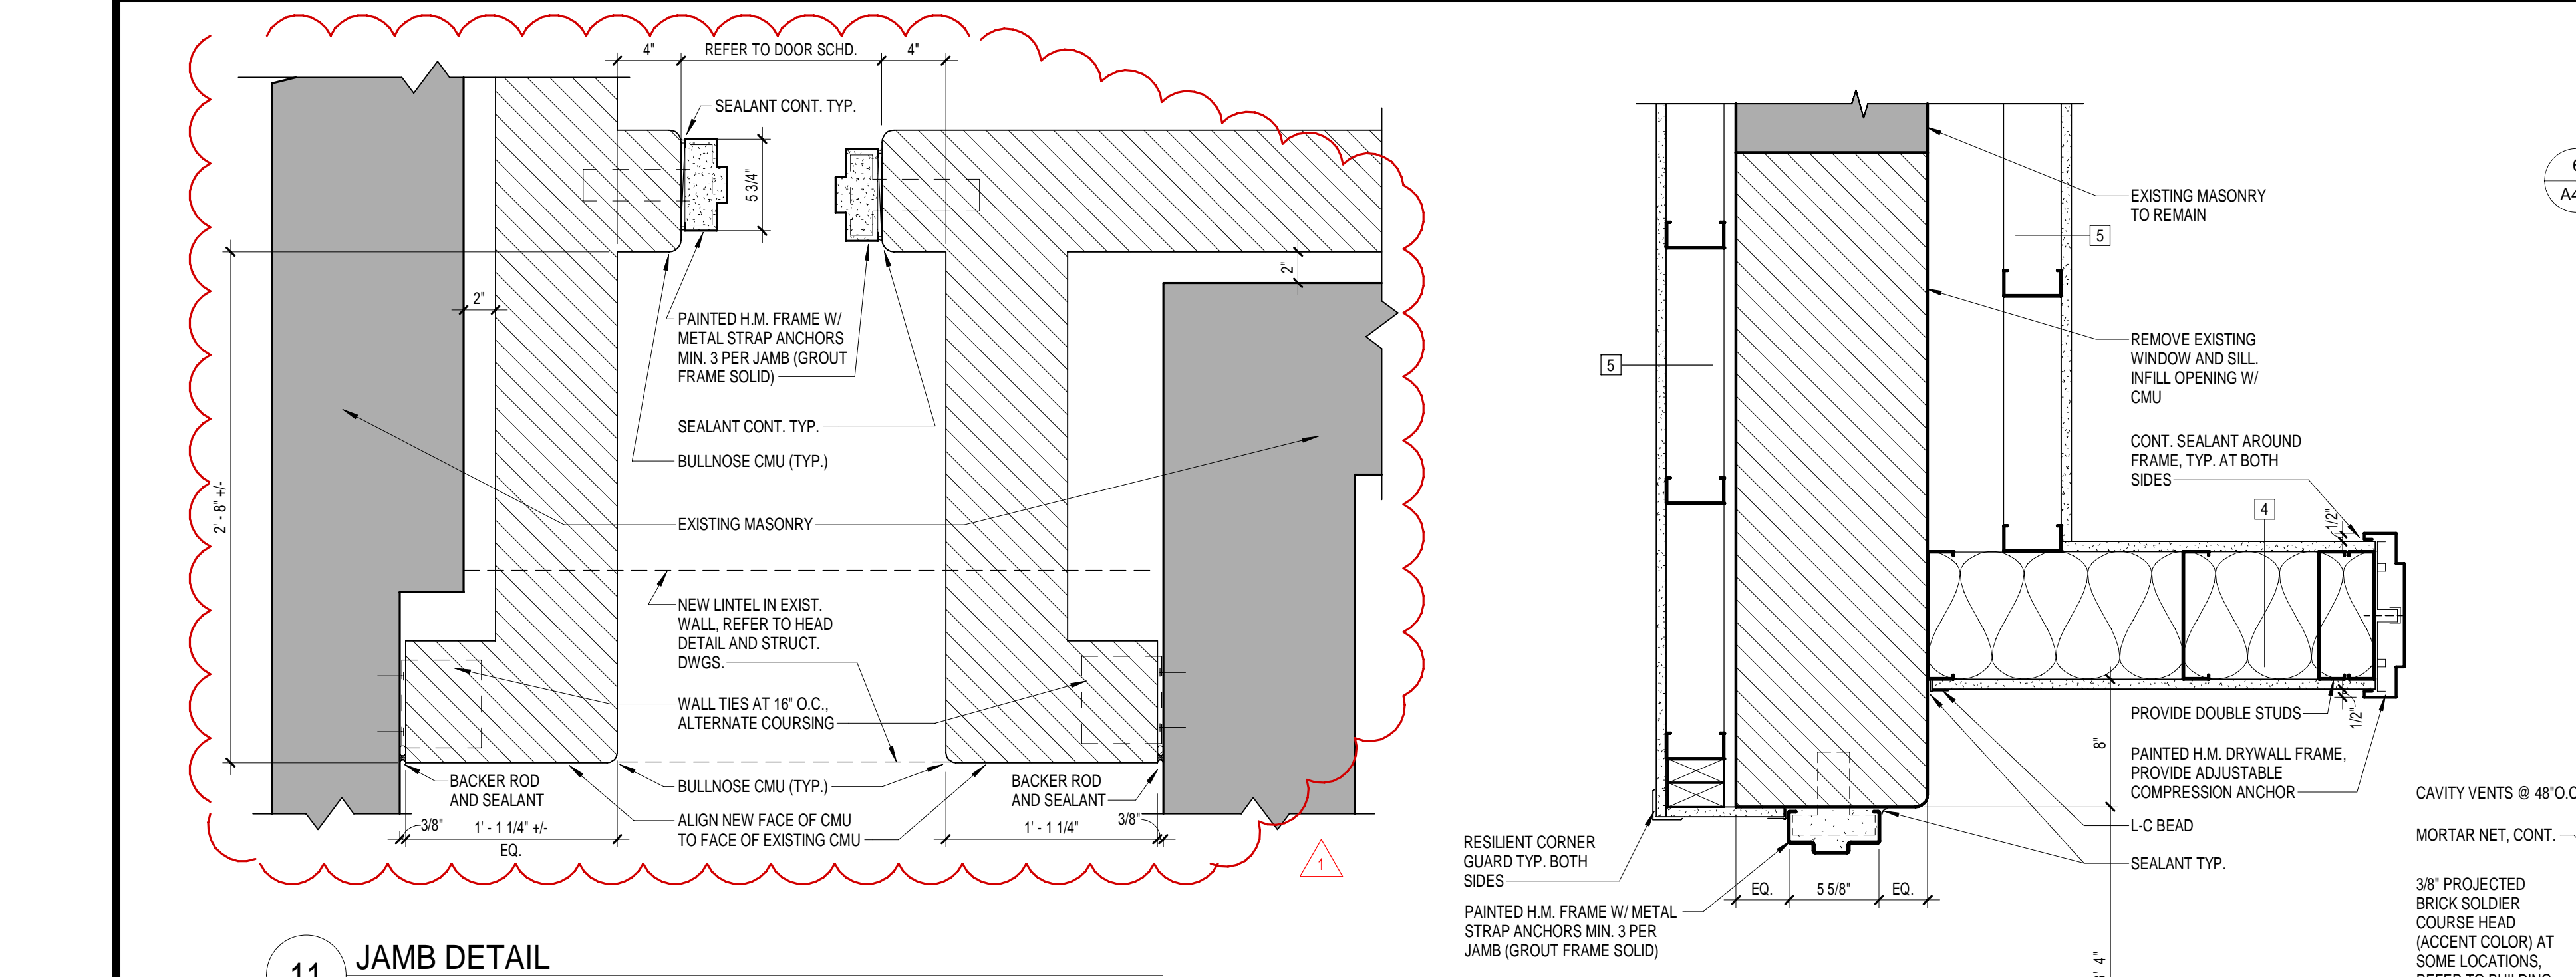 4"
REFER TO DOOR SCHD.
4"
SEALANT CONT. TYP.
5 3/4"
2"
2"
PAINTED H.M. FRAME W/
METAL STRAP ANCHORS
MIN. 3 PER JAMB (GROUT
FRAME SOLID)
SEALANT CONT. TYP.
BULLNOSE CMU (TYP.)
2' - 8" +/-
EXISTING MASONRY
NEW LINTEL IN EXIST.
WALL, REFER TO HEAD
DETAIL AND STRUCT.
DWGS.
WALL TIES AT 16" O.C.,
ALTERNATE COURSING
BACKER ROD
AND SEALANT
BULLNOSE CMU (TYP.)
BACKER ROD
AND SEALANT
ALIGN NEW FACE OF CMU
TO FACE OF EXISTING CMU
3/8"
1' - 1 1/4" +/-
EQ.
1' - 1 1/4"
3/8"
1
11
JAMB DETAIL
EXISTING MASONRY
TO REMAIN
5
5
REMOVE EXISTING
WINDOW AND SILL.
INFILL OPENING W/
CMU
CONT. SEALANT AROUND
FRAME, TYP. AT BOTH
SIDES
4
1/2"
PROVIDE DOUBLE STUDS
1/2"
8"
PAINTED H.M. DRYWALL FRAME,
PROVIDE ADJUSTABLE
COMPRESSION ANCHOR
L-C BEAD
SEALANT TYP.
RESILIENT CORNER
GUARD TYP. BOTH
SIDES
EQ.
5 5/8"
EQ.
PAINTED H.M. FRAME W/ METAL
STRAP ANCHORS MIN. 3 PER
JAMB (GROUT FRAME SOLID)
4"
6
A4
CAVITY VENTS @ 48"O.C
MORTAR NET, CONT.
3/8" PROJECTED
BRICK SOLDIER
COURSE HEAD
(ACCENT COLOR) AT
SOME LOCATIONS,
REFER TO BUILDING